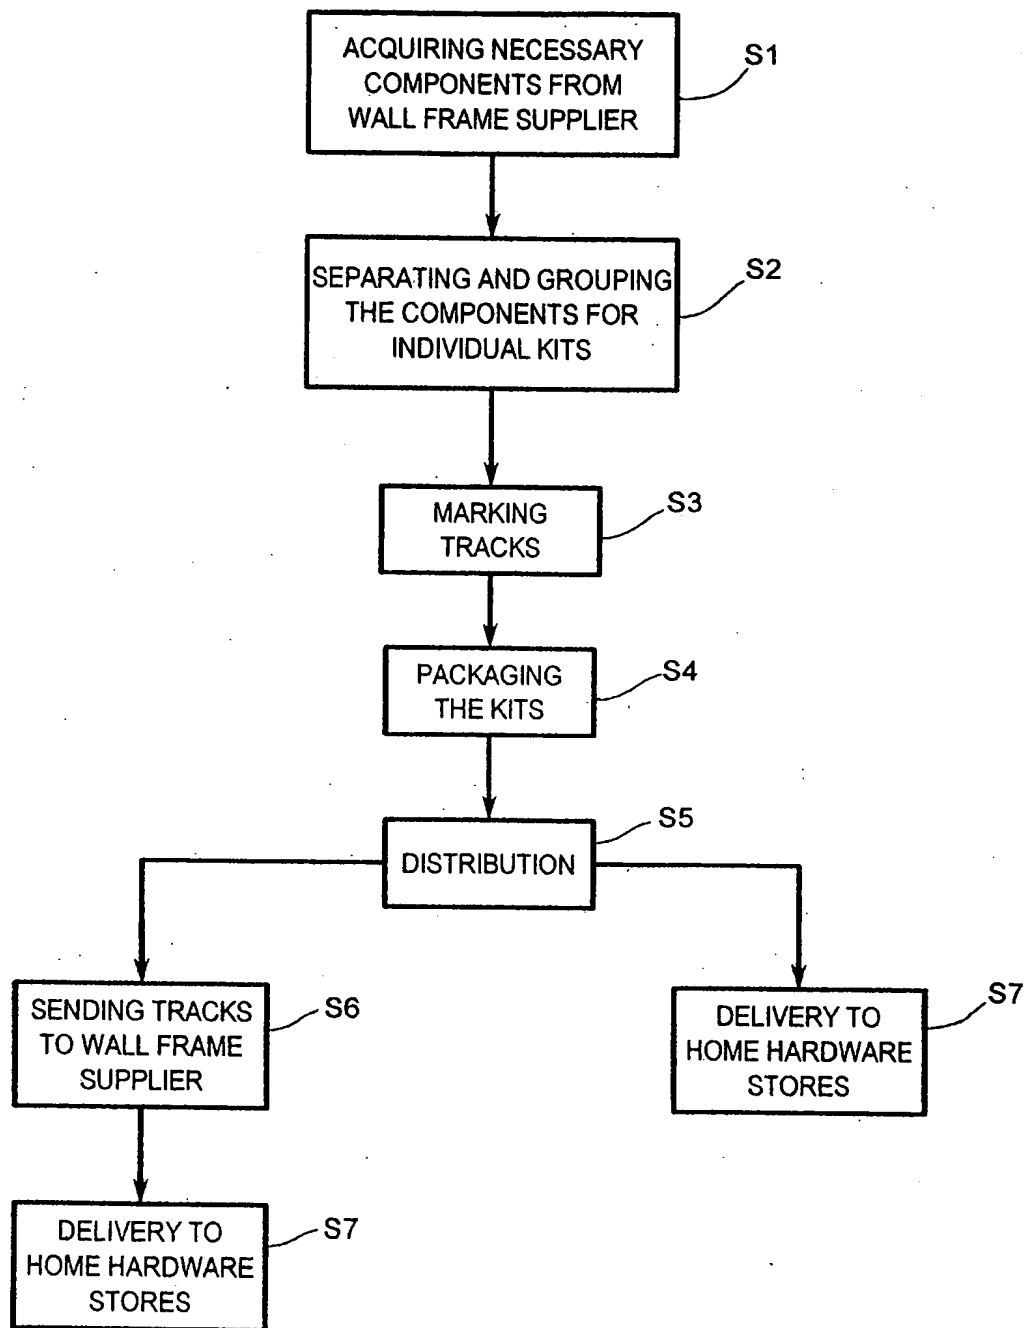 ACQUIRING NECESSARY
COMPONENTS FROM
WALL FRAME SUPPLIER
S1
SEPARATING AND GROUPING
THE COMPONENTS FOR
INDIVIDUAL KITS
S2
MARKING
TRACKS
S3
PACKAGING
THE KITS
S4
DISTRIBUTION
S5
SENDING TRACKS
TO WALL FRAME
SUPPLIER
S6
DELIVERY TO
HOME HARDWARE
STORES
S7
DELIVERY TO
HOME HARDWARE
STORES
S7